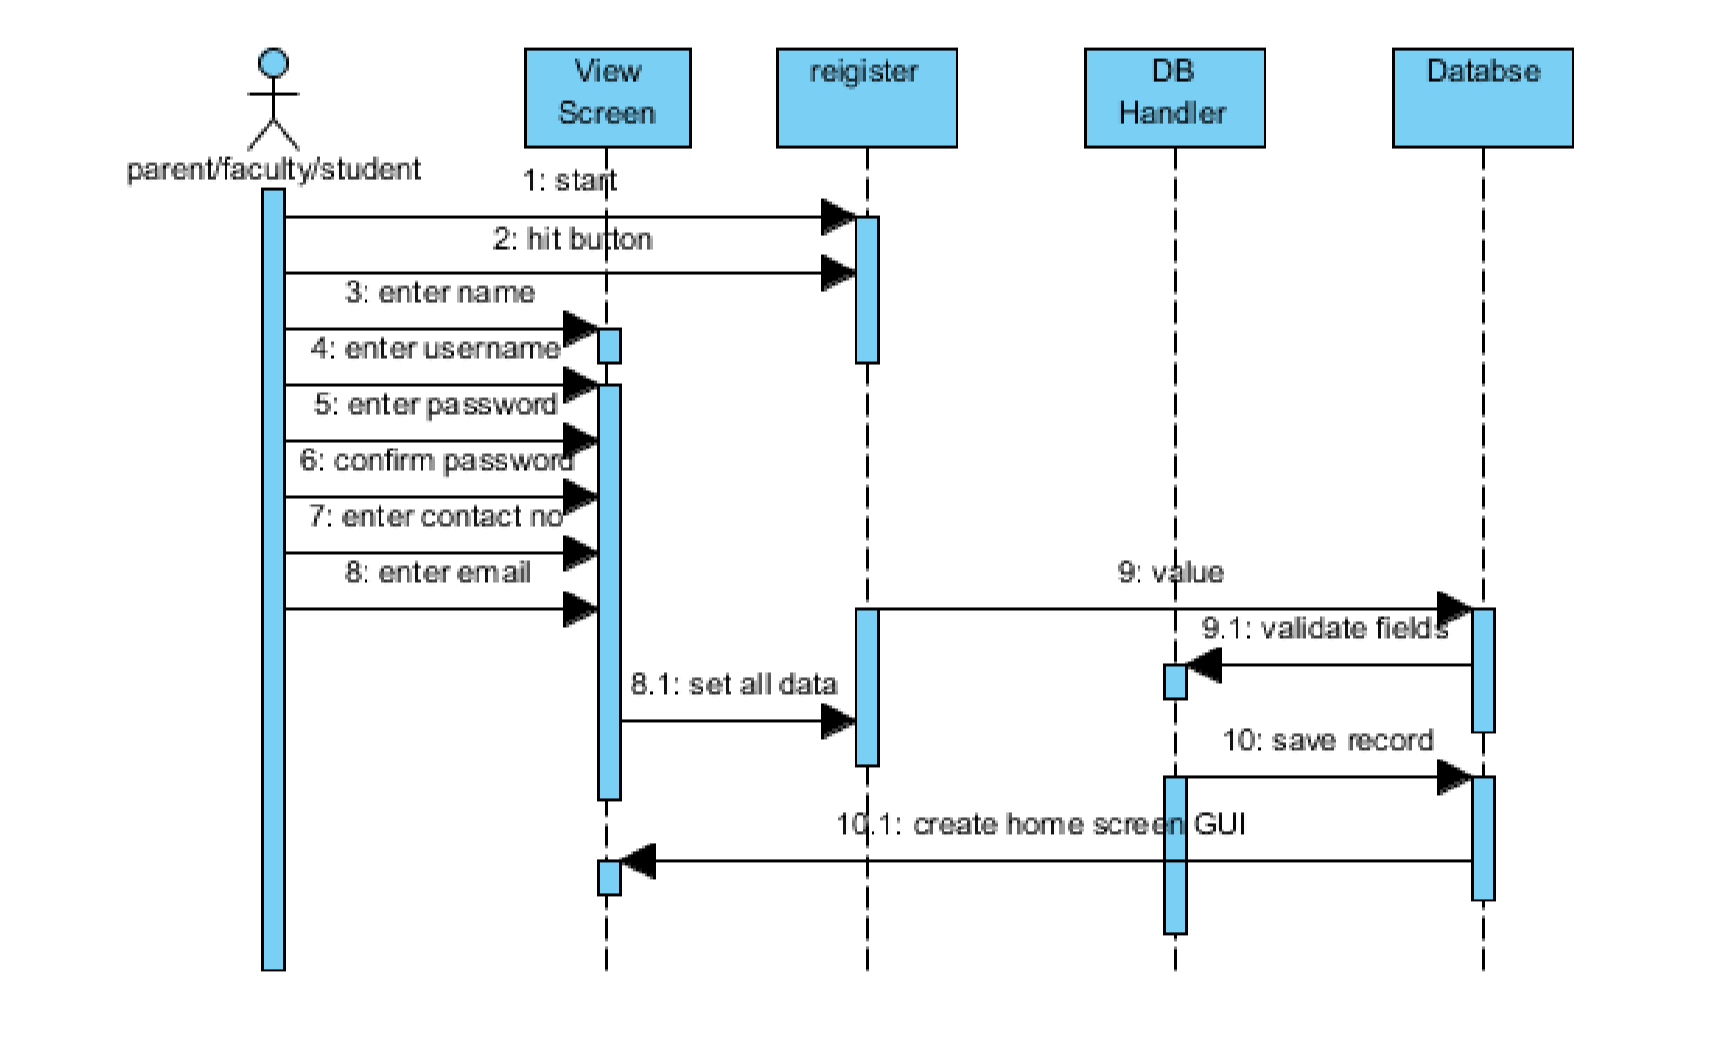 View
Screen
reigister
DB
Handler
Databse
parent/faculty/student
1: start
2: hit button
3: enter name
4: enter username
5: enter password
6: confirm password
7: enter contact no
8: enter email
9: value
9.1: validate fields
8.1: set all data
10: save record
10.1: create home screen GUI